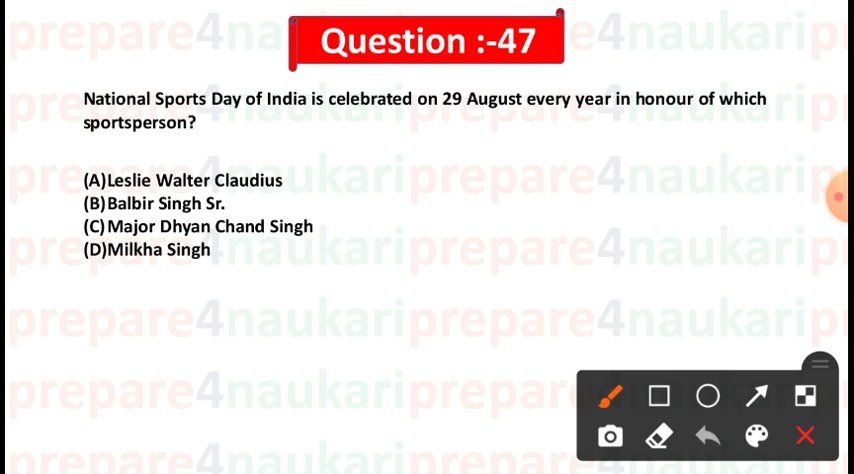 Question :-47
National Sports Day of India is celebrated on 29 August every year in honour of which
sportsperson?
(A)Leslie Walter Claudius
(B)Balbir Singh Sr.
(C)Major Dhyan Chand Singh
(D)Milkha Singh
prepare4naukari